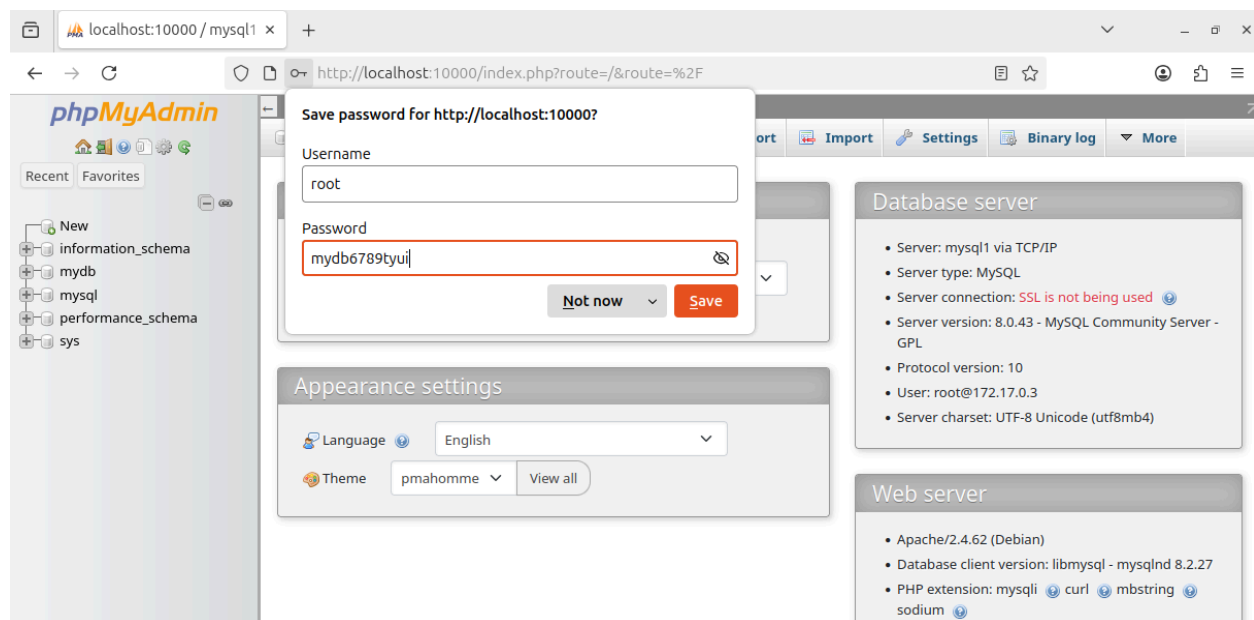 localhost:10000 / mysql1
http://localhost:10000/index.php?route=/&route=%2F
phpMyAdmin
Recent Favorites
New
information_schema
mydb
mysql
performance_schema
sys
Save password for http://localhost:10000?
Username
root
Password
mydb6789tyui
Not now
Save
ort Import Settings Binary log More
Appearance settings
Language English
Theme pmahomme View all
Database server
Server: mysql1 via TCP/IP
Server type: MySQL
Server connection: SSL is not being used
Server version: 8.0.43 - MySQL Community Server -
GPL
Protocol version: 10
User: root@172.17.0.3
Server charset: UTF-8 Unicode (utf8mb4)
Web server
Apache/2.4.62 (Debian)
Database client version: libmysql - mysqlnd 8.2.27
PHP extension: mysqli curl mbstring
sodium